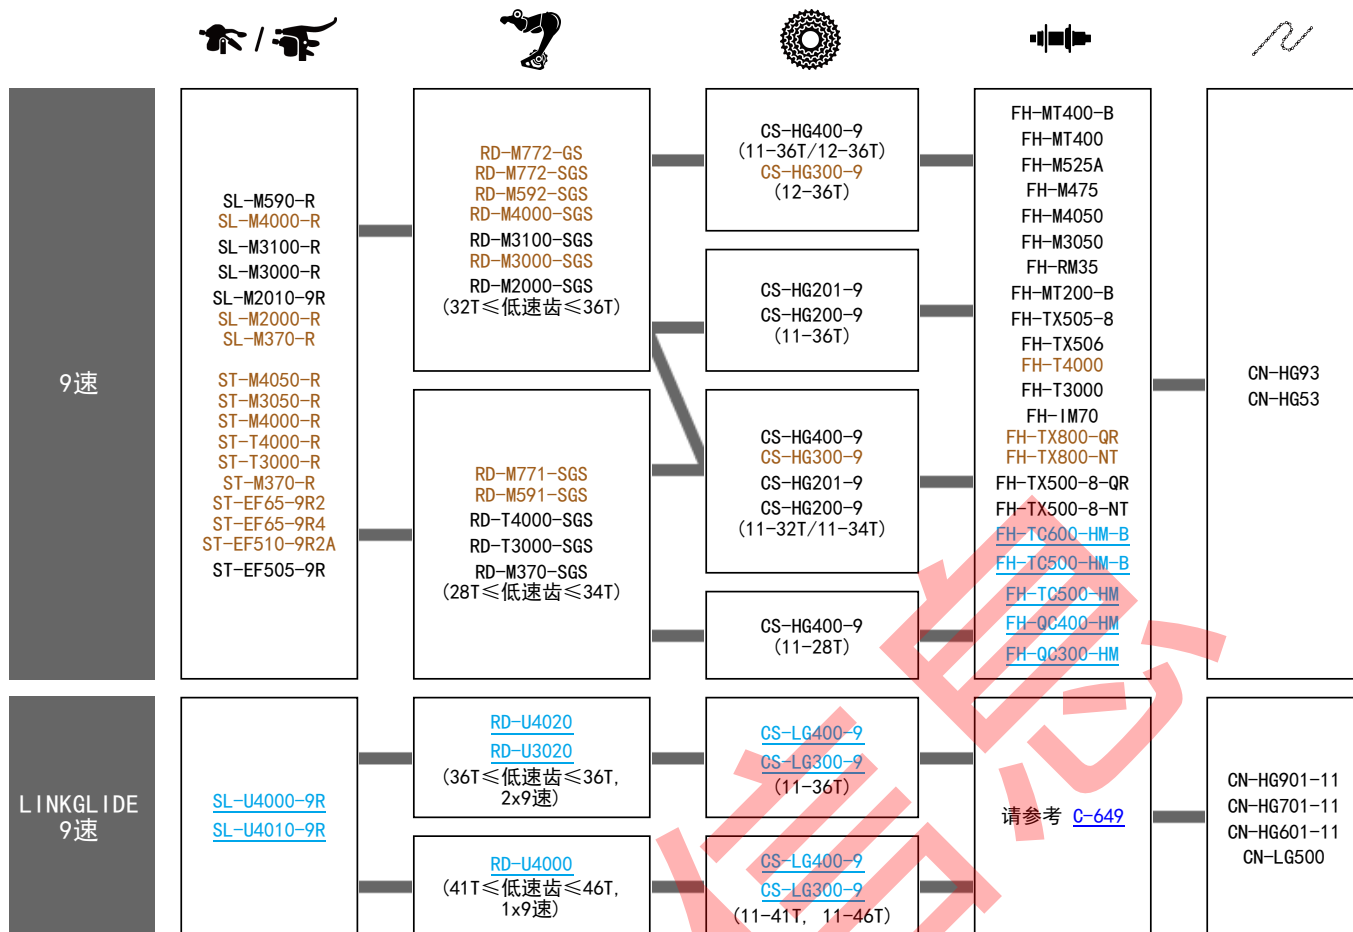 9速
SL-M590-R
SL-M4000-R
SL-M3100-R
SL-M3000-R
SL-M2010-9R
SL-M2000-R
SL-M370-R
ST-M4050-R
ST-M3050-R
ST-M4000-R
ST-T4000-R
ST-T3000-R
ST-M370-R
ST-EF65-9R2
ST-EF65-9R4
ST-EF510-9R2A
ST-EF505-9R
RD-M772-GS
RD-M772-SGS
RD-M592-SGS
RD-M4000-SGS
RD-M3100-SGS
RD-M3000-SGS
RD-M2000-SGS
(32T≤低速齿≤36T)
RD-M771-SGS
RD-M591-SGS
RD-T4000-SGS
RD-T3000-SGS
RD-M370-SGS
(28T≤低速齿≤34T)
CS-HG400-9
(11-36T/12-36T)
CS-HG300-9
(12-36T)
CS-HG201-9
CS-HG200-9
(11-36T)
CS-HG400-9
CS-HG300-9
CS-HG201-9
CS-HG200-9
(11-32T/11-34T)
CS-HG400-9
(11-28T)
FH-MT400-B
FH-MT400
FH-M525A
FH-M475
FH-M4050
FH-M3050
FH-RM35
FH-MT200-B
FH-TX505-8
FH-TX506
FH-T4000
FH-T3000
FH-IM70
FH-TX800-QR
FH-TX800-NT
FH-TX500-8-QR
FH-TX500-8-NT
FH-TC600-HM-B
FH-TC500-HM-B
FH-TC500-HM
FH-QC400-HM
FH-QC300-HM
CN-HG93
CN-HG53
LINKGLIDE
9速
SL-U4000-9R
SL-U4010-9R
RD-U4020
RD-U3020
(36T≤低速齿≤36T,
2x9速)
RD-U4000
(41T≤低速齿≤46T,
1x9速)
CS-LG400-9
CS-LG300-9
(11-36T)
CS-LG400-9
CS-LG300-9
(11-41T, 11-46T)
请参考 C-649
CN-HG901-11
CN-HG701-11
CN-HG601-11
CN-LG500
信息